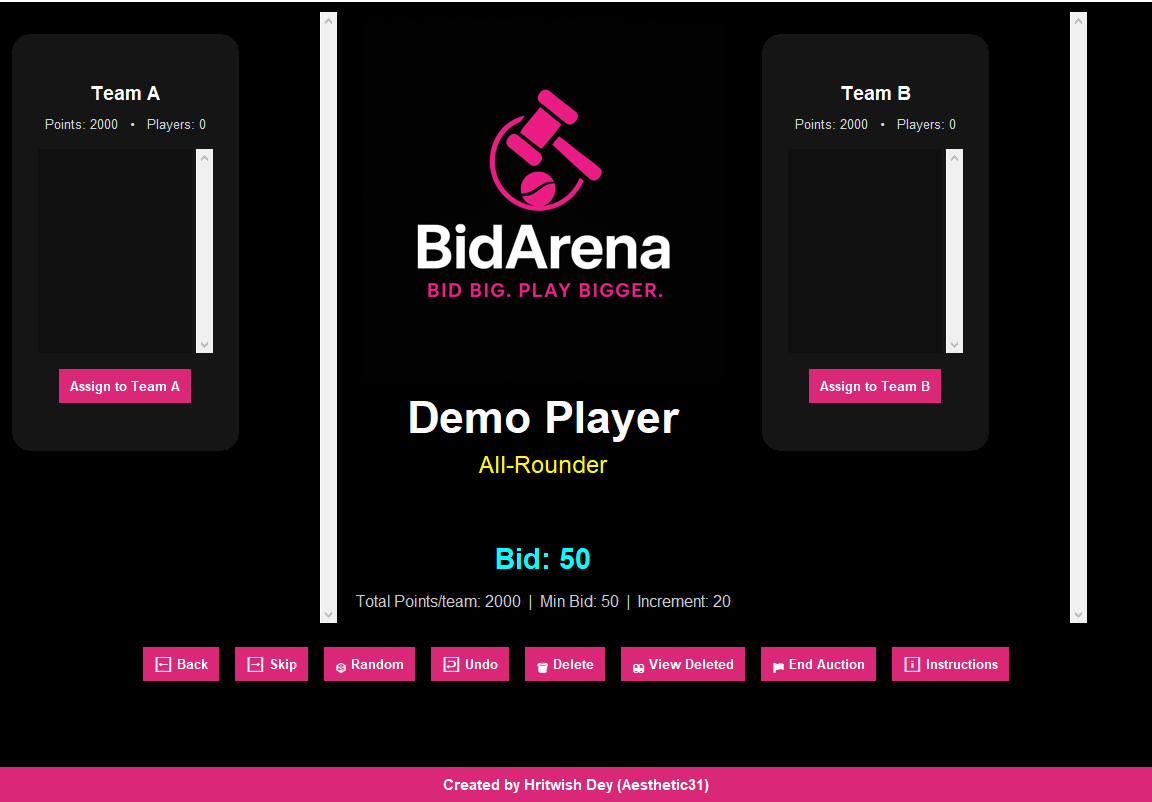 Team A
Points: 2000 • Players: 0
Assign to Team A
BidArena
BID BIG. PLAY BIGGER.
Demo Player
All-Rounder
Bid: 50
Total Points/team: 2000 | Min Bid: 50 | Increment: 20
Team B
Points: 2000 • Players: 0
Assign to Team B
Back
Skip
Random
Undo
Delete
View Deleted
End Auction
Instructions
Created by Hritwish Dey (Aesthetic31)